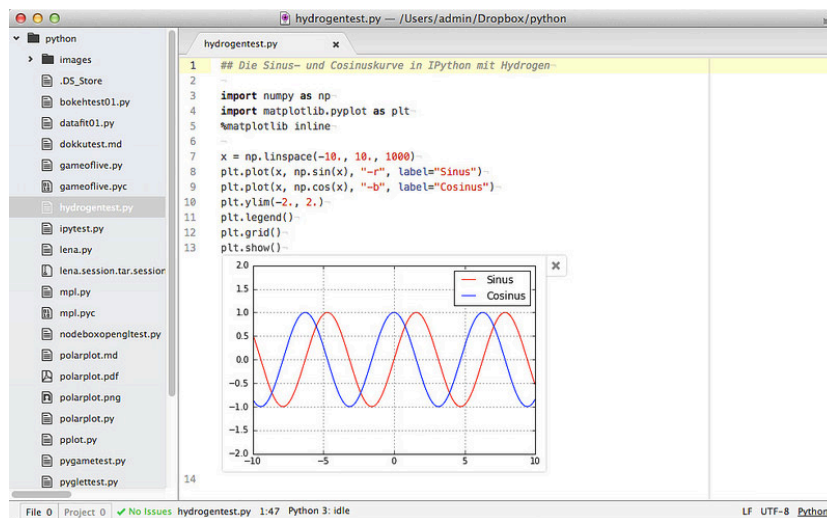 hydrogentest.py — /Users/admin/Dropbox/python
python
images
.DS_Store
bokehtest01.py
datafit01.py
dokkutest.md
gameoflive.py
gameoflive.pyc
hydrogentest.py
ipytest.py
lena.py
lena.session.tar.session
mpl.py
mpl.pyc
nodeboxopengltest.py
polarplot.md
polarplot.pdf
polarplot.png
polarplot.py
pplot.py
pygametest.py
pyglettest.py
hydrogentest.py
1 ## Die Sinus- und Cosinuskurve in IPython mit Hydrogen
2
3 import numpy as np
4 import matplotlib.pyplot as plt
5 %matplotlib inline
6
7 x = np.linspace(-10., 10., 1000)
8 plt.plot(x, np.sin(x), "-r", label="Sinus")
9 plt.plot(x, np.cos(x), "-b", label="Cosinus")
10 plt.ylim(-2., 2.)
11 plt.legend()
12 plt.grid()
13 plt.show()
Sinus
Cosinus
2.0
1.5
1.0
0.5
0.0
-0.5
-1.0
-1.5
-2.0
-10 -5 0 5 10
14
File 0 Project 0 No Issues hydrogentest.py 1:47 Python 3: idle LF UTF-8 Python